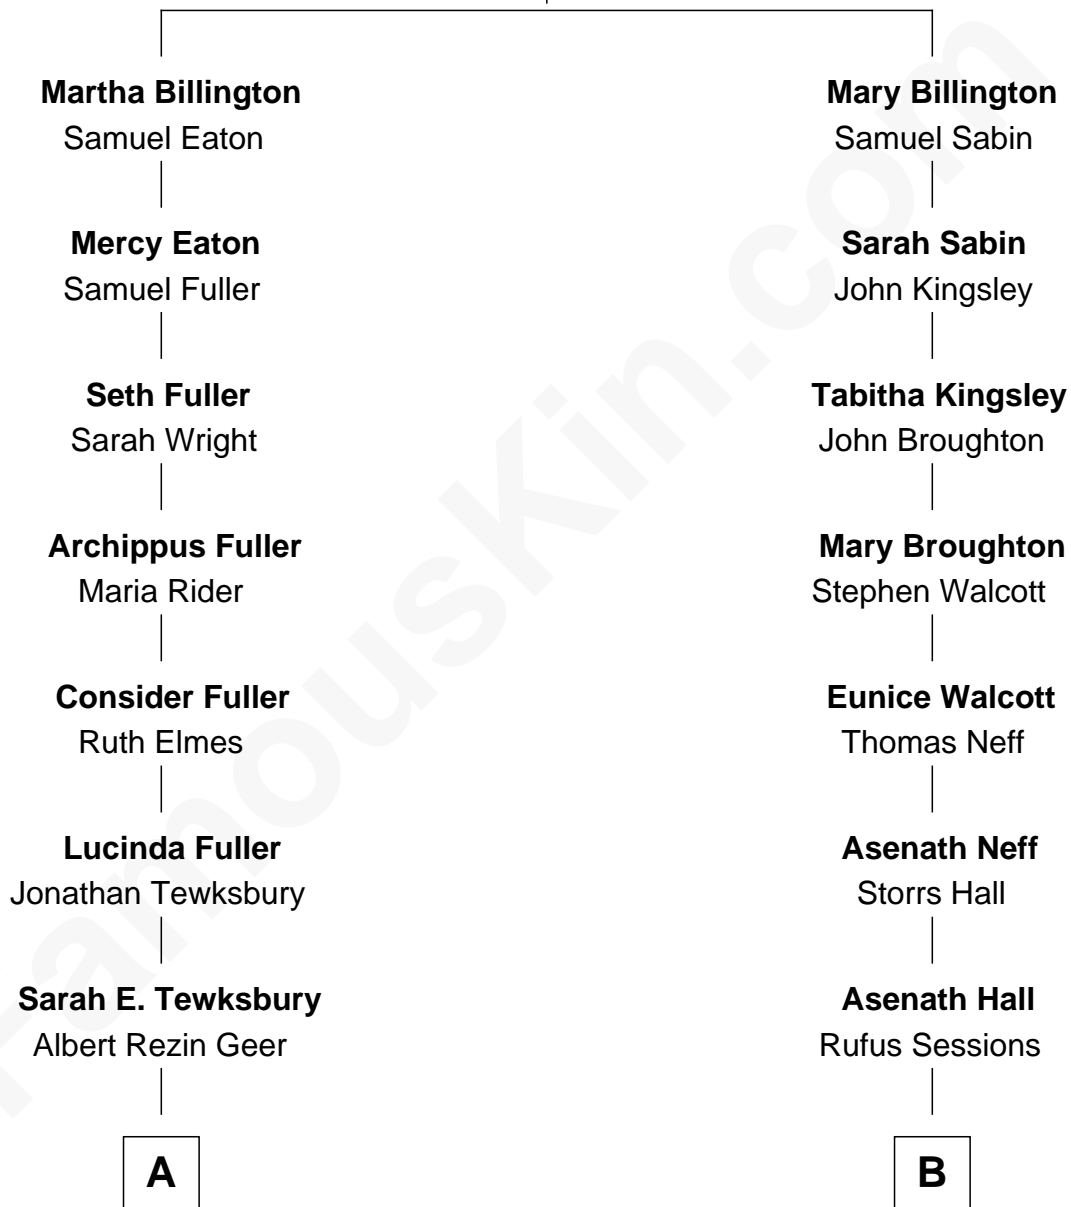 Martha Billington
Samuel Eaton
Mary Billington
Samuel Sabin
Mercy Eaton
Samuel Fuller
Sarah Sabin
John Kingsley
Seth Fuller
Sarah Wright
Tabitha Kingsley
John Broughton
Archippus Fuller
Maria Rider
Mary Broughton
Stephen Walcott
Consider Fuller
Ruth Elmes
Eunice Walcott
Thomas Neff
Lucinda Fuller
Jonathan Tewksbury
Asenath Neff
Storrs Hall
Sarah E. Tewksbury
Albert Rezin Geer
Asenath Hall
Rufus Sessions
A
B
FamousKin.com